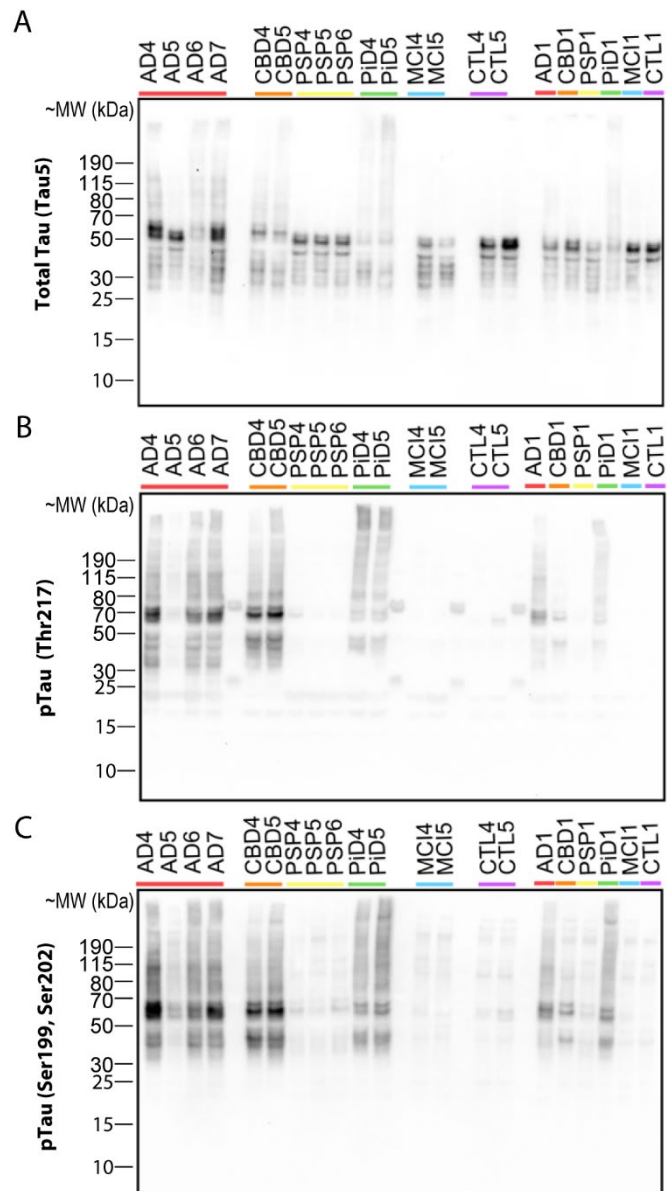 A
AD4 AD5 AD6 AD7 CBD4 CBD5 PSP4 PSP5 PSP6 PiD4 PiD5 MCI4 MCI5 CTL4 CTL5 AD1 CBD1 PSP1 PiD1 MCI1 CTL1
~MW (kDa)
190
115
80
70
50
30
25
15
10
Total Tau (Tau5)
B
AD4 AD5 AD6 AD7 CBD4 CBD5 PSP4 PSP5 PSP6 PiD4 PiD5 MCI4 MCI5 CTL4 CTL5 AD1 CBD1 PSP1 PiD1 MCI1 CTL1
~MW (kDa)
190
115
80
70
50
30
25
15
10
pTau (Thr217)
C
AD4 AD5 AD6 AD7 CBD4 CBD5 PSP4 PSP5 PSP6 PiD4 PiD5 MCI4 MCI5 CTL4 CTL5 AD1 CBD1 PSP1 PiD1 MCI1 CTL1
~MW (kDa)
190
115
80
70
50
30
25
15
10
pTau (Ser199, Ser202)